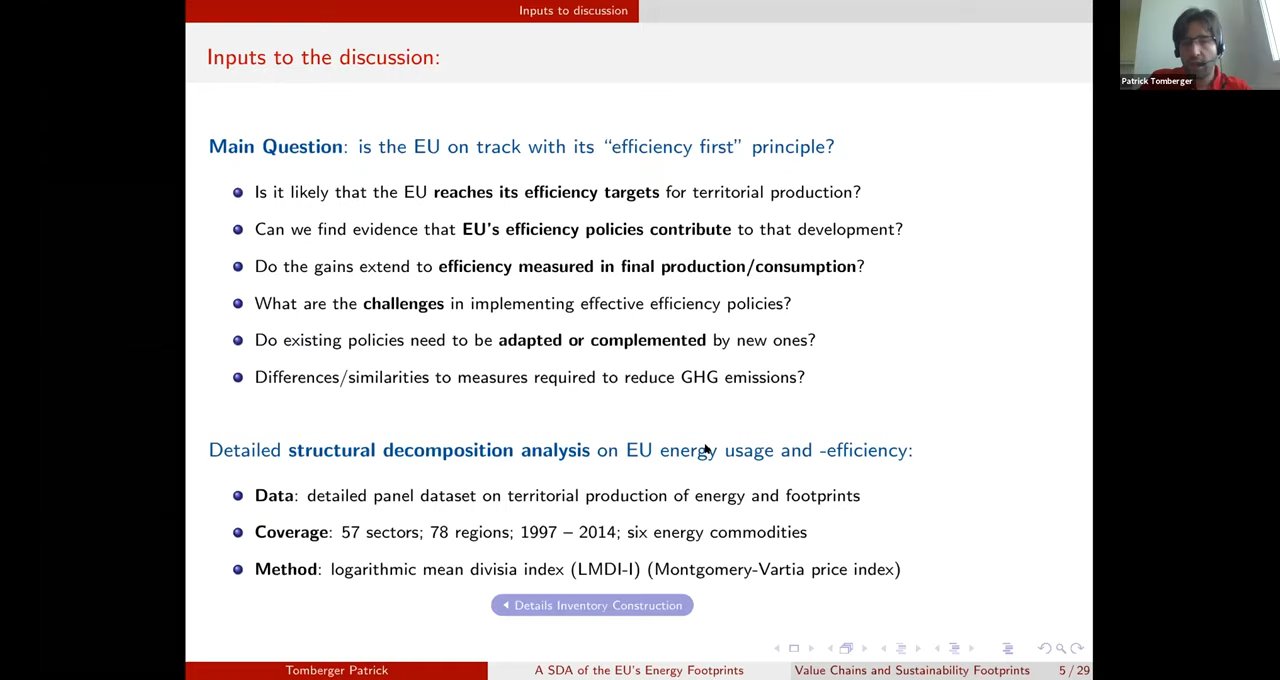 Inputs to discussion
Inputs to the discussion:
Patrick Tomberger
Main Question: is the EU on track with its “efficiency first” principle?
Is it likely that the EU reaches its efficiency targets for territorial production?
Can we find evidence that EU's efficiency policies contribute to that development?
Do the gains extend to efficiency measured in final production/consumption?
What are the challenges in implementing effective efficiency policies?
Do existing policies need to be adapted or complemented by new ones?
Differences/similarities to measures required to reduce GHG emissions?
Detailed structural decomposition analysis on EU energy usage and -efficiency:
Data: detailed panel dataset on territorial production of energy and footprints
Coverage: 57 sectors; 78 regions; 1997 – 2014; six energy commodities
Method: logarithmic mean divisia index (LMDI-I) (Montgomery-Vartia price index)
Details Inventory Construction
Tomberger Patrick
A SDA of the EU's Energy Footprints
Value Chains and Sustainability Footprints
5 / 29